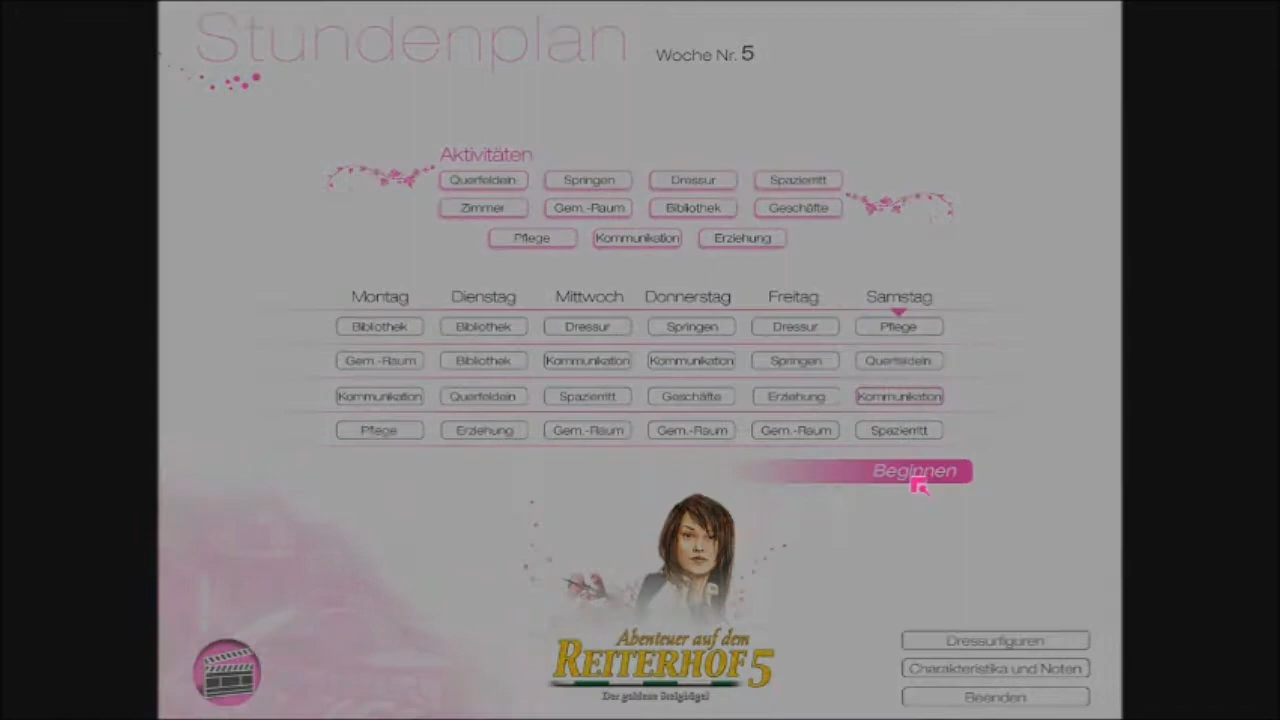 Stundenplan Woche Nr. 5
Aktivitäten
Querfeldein Springen Dressur Spazierritt
Zimmer Gem.-Raum Bibliothek Geschäfte
Pflege Kommunikation Erziehung
Montag Dienstag Mittwoch Donnerstag Freitag Samstag
Bibliothek Bibliothek Dressur Springen Dressur Pflege
Gem.-Raum Bibliothek Kommunikation Kommunikation Springen Querfeldein
Kommunikation Querfeldein Spazierritt Geschäfte Erziehung Kommunikation
Pflege Erziehung Gem.-Raum Gem.-Raum Gem.-Raum Spazierritt
Beginnen
Abenteuer auf dem
REITERHOF 5
Der goldene Steigbügel
Dressurfiguren
Charakteristika und Noten
Beenden